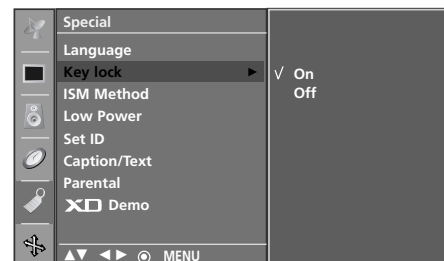 Special
Language
Key lock ► √ On
ISM Method Off
Low Power
Set ID
Caption/Text
Parental
XD Demo
▲▼ ◄► ⊙ MENU